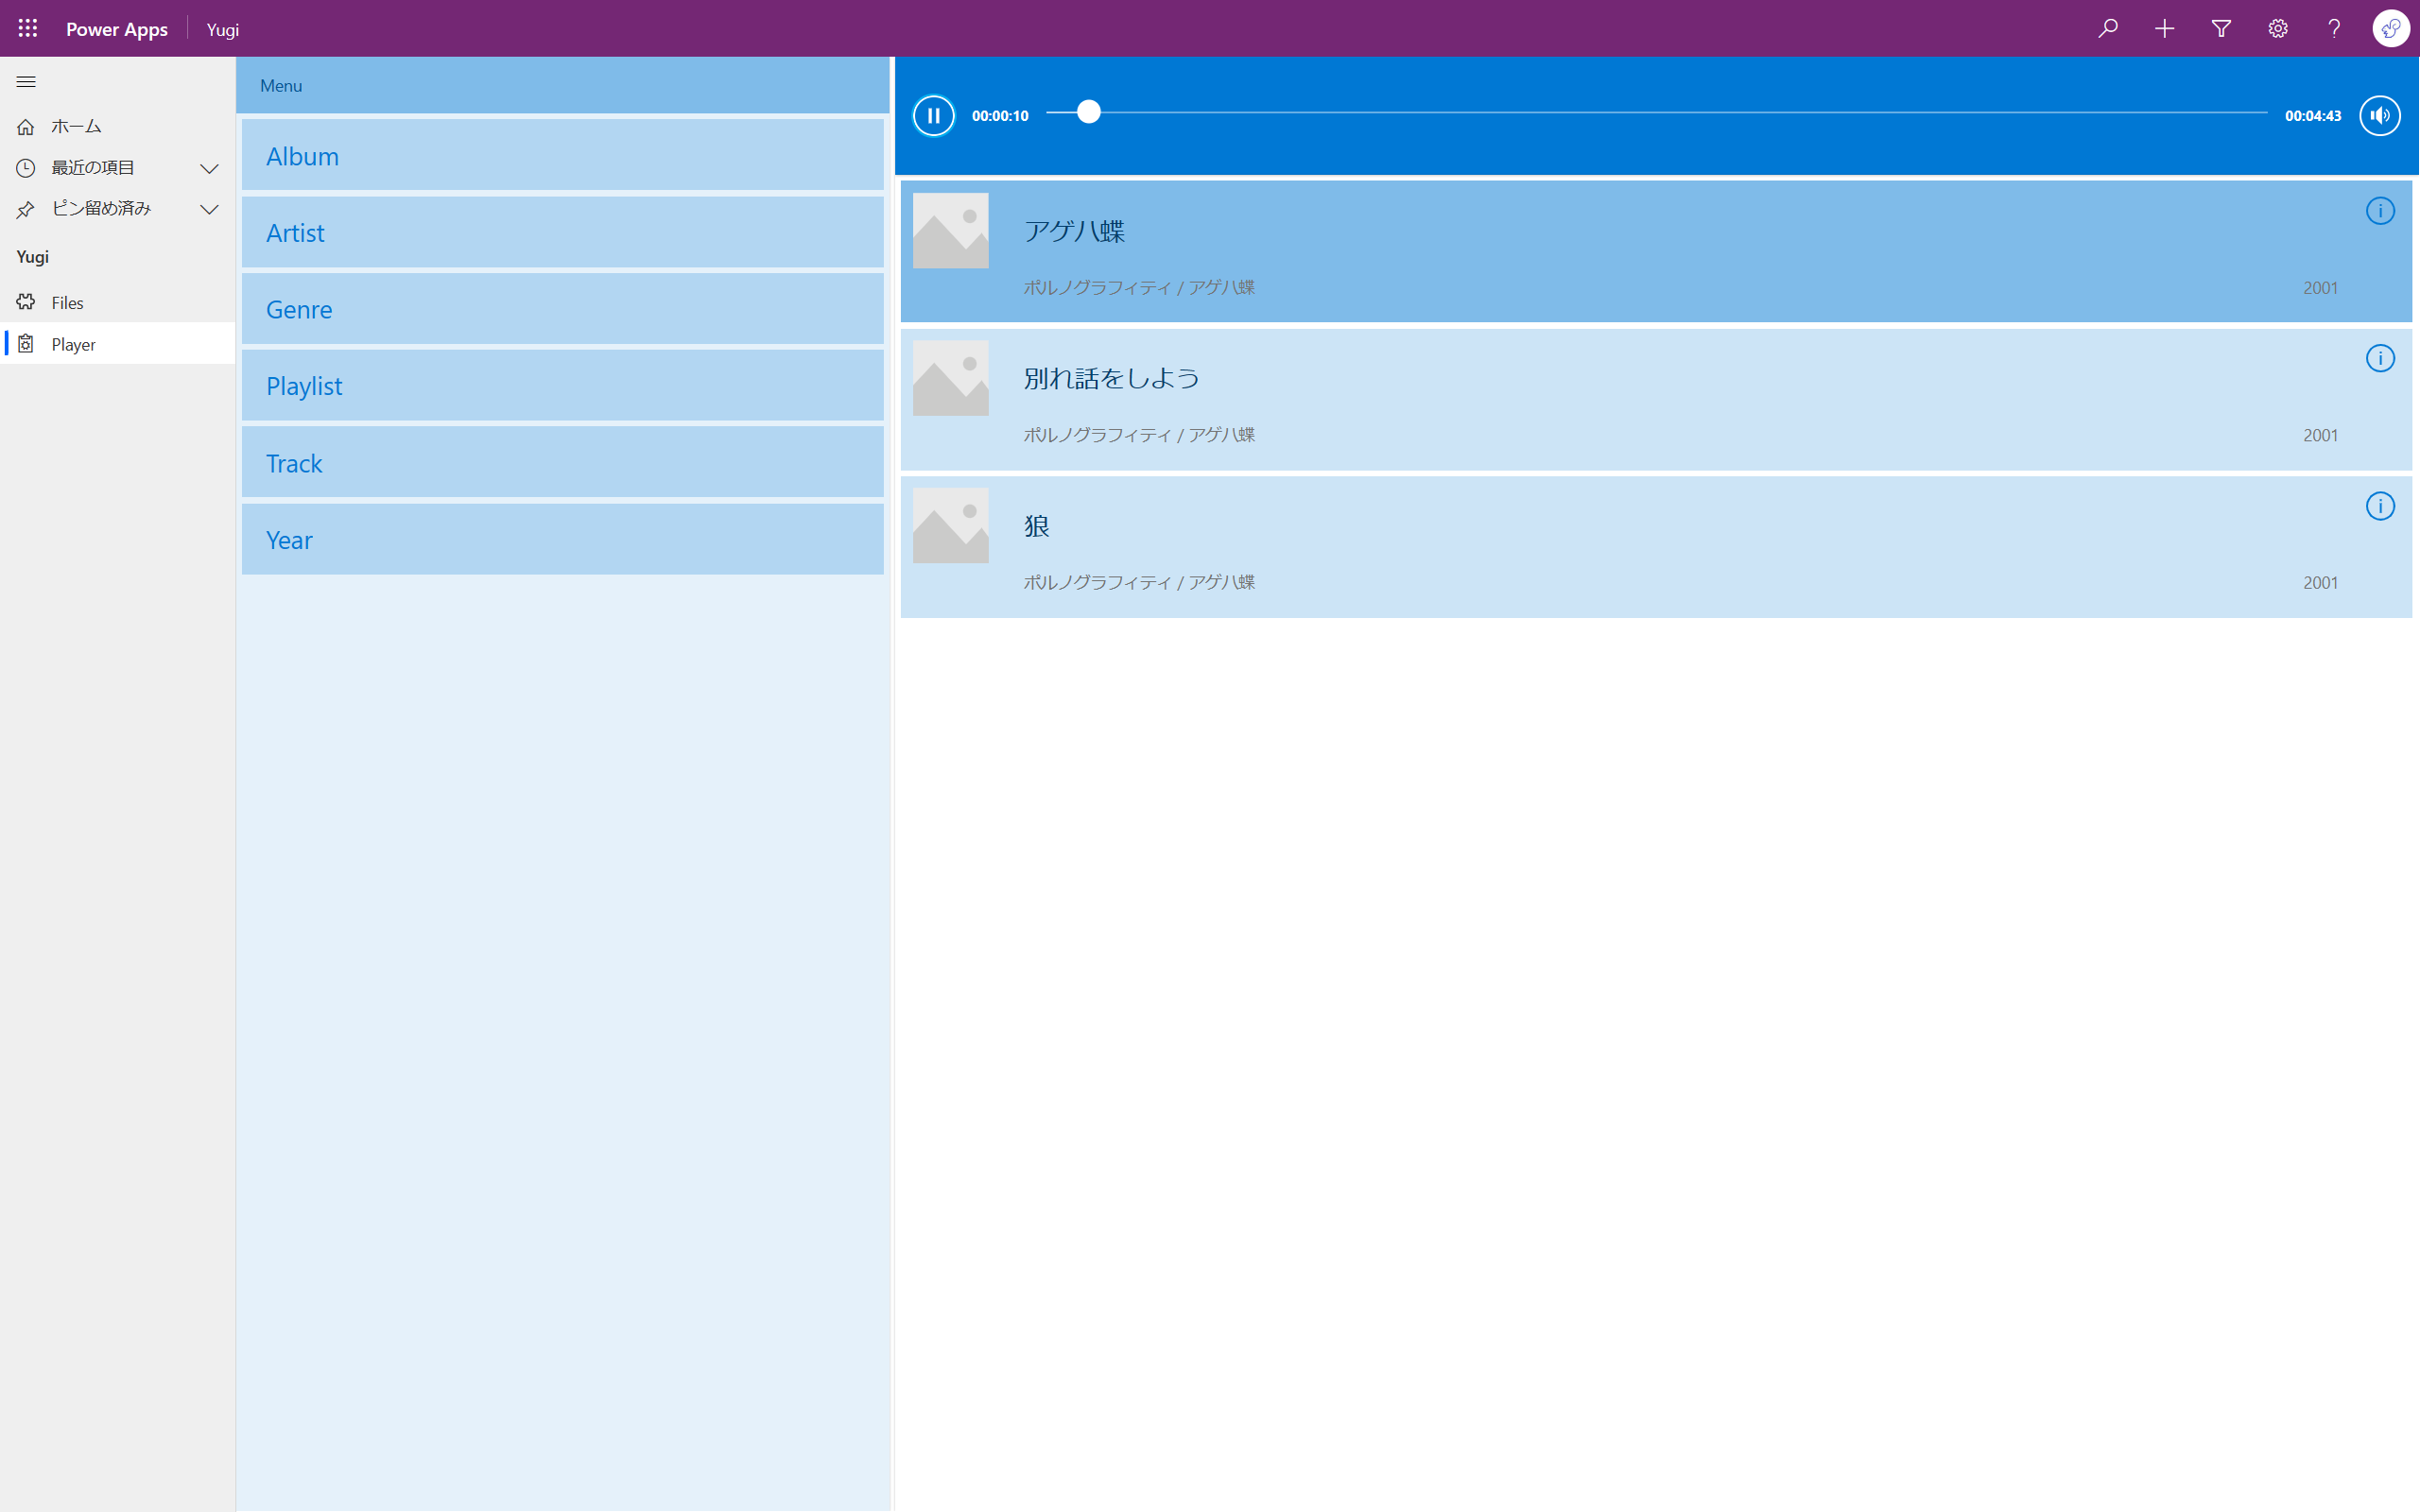 Power Apps
Yugi
ホーム
最近の項目
ピン留め済み
Yugi
Files
Player
Menu
Album
Artist
Genre
Playlist
Track
Year
00:00:10
00:04:43
アゲハ蝶
ポルノグラフィティ / アゲハ蝶
2001
別れ話をしよう
ポルノグラフィティ / アゲハ蝶
2001
狼
ポルノグラフィティ / アゲハ蝶
2001